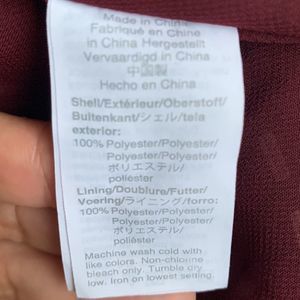 Made in China
Fabriqué en Chine
in China Hergestellt
Vervaardigd in China
中国製
Hecho en China
Shell/Extérieur/Oberstoff/
Buitenkant/シェル/tela
exterior:
100% Polyester/Polyester/
Polyester/Polyester/
ポリエステル/
poliéster
Lining/Doublure/Futter/
Voering/ライニング/forro:
100% Polyester/Polyester/
Polyester/Polyester/
ポリエステル/
poliéster
Machine wash cold with
like colors. Non-chlorine
bleach only. Tumble dry
low. Iron on lowest setting.